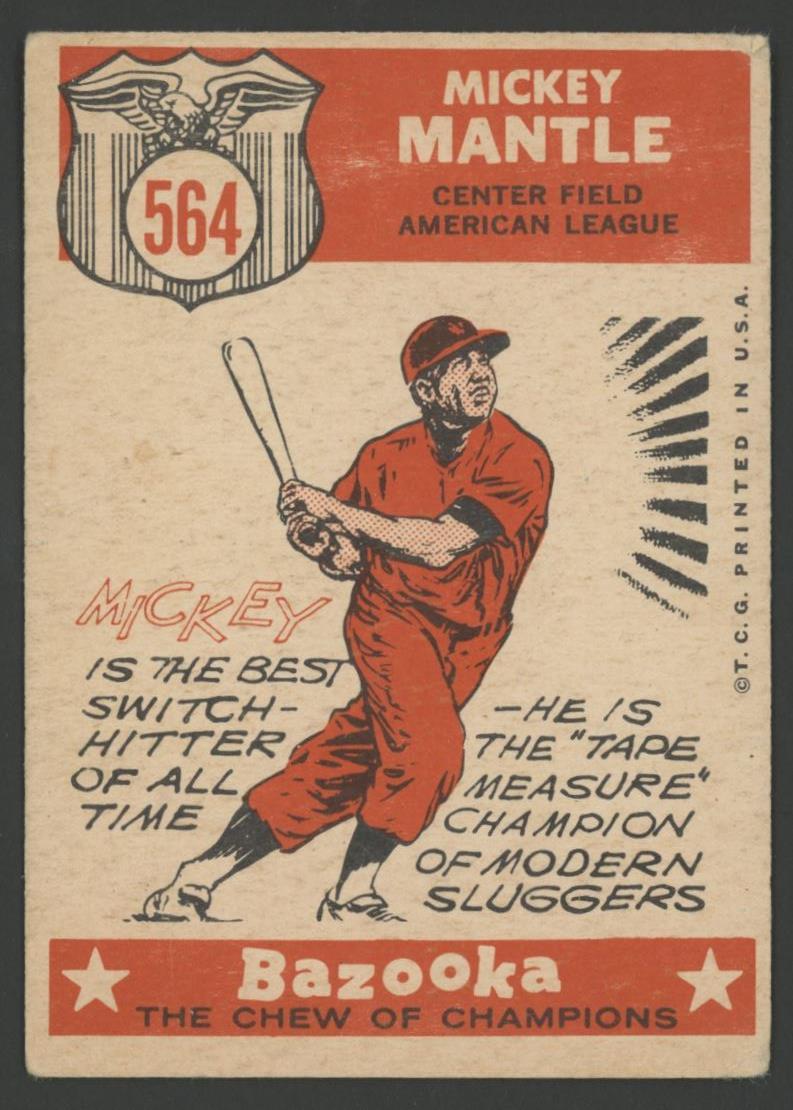 564
MICKEY
MANTLE
CENTER FIELD
AMERICAN LEAGUE
MICKEY
IS THE BEST
SWITCH-
HITTER
OF ALL
TIME
—HE IS
THE "TAPE
MEASURE"
CHAMPION
OF MODERN
SLUGGERS
©T.C.G. PRINTED IN U.S.A.
Bazooka
THE CHEW OF CHAMPIONS